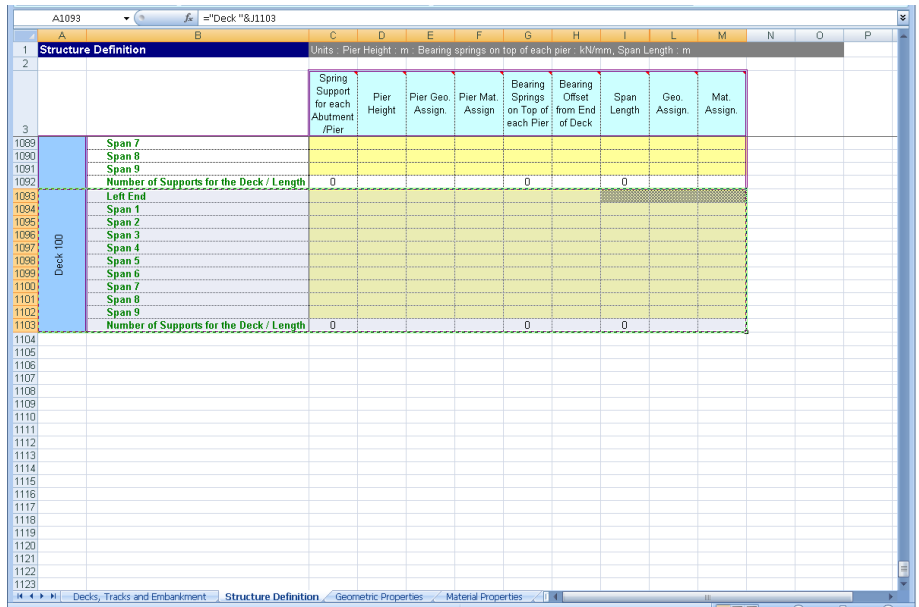 A1093 fx ="Deck "&J1103
A B C D E F G H I L M N O P
1 Structure Definition Units : Pier Height : m : Bearing springs on top of each pier : kN/mm, Span Length : m
2
3 Spring Support for each Abutment /Pier Pier Height Pier Geo. Assign. Pier Mat. Assign Bearing Springs on Top of each Pier Bearing Offset from End of Deck Span Length Geo. Assign. Mat. Assign.
1089 Span 7
1090 Span 8
1091 Span 9
1092 Number of Supports for the Deck / Length 0 0 0
Deck 100
1093 Left End
1094 Span 1
1095 Span 2
1096 Span 3
1097 Span 4
1098 Span 5
1099 Span 6
1100 Span 7
1101 Span 8
1102 Span 9
1103 Number of Supports for the Deck / Length 0 0 0
1104
1105
1106
1107
1108
1109
1110
1111
1112
1113
1114
1115
1116
1117
1118
1119
1120
1121
1122
1123
Decks, Tracks and Embankment Structure Definition Geometric Properties Material Properties